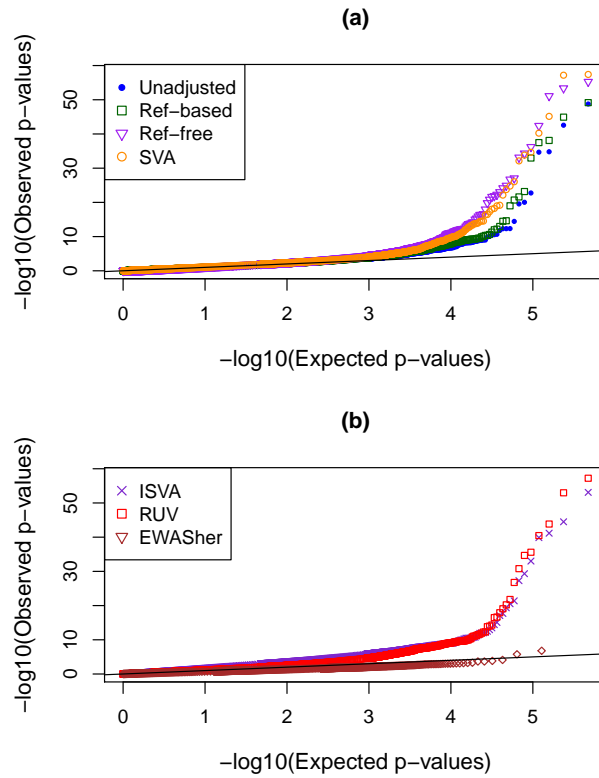 (a)
Unadjusted
Ref−based
Ref−free
SVA
−log10(Observed p−values)
0
10
30
50
0
1
2
3
4
5
−log10(Expected p−values)
(b)
ISVA
RUV
EWASher
−log10(Observed p−values)
0
10
30
50
0
1
2
3
4
5
−log10(Expected p−values)